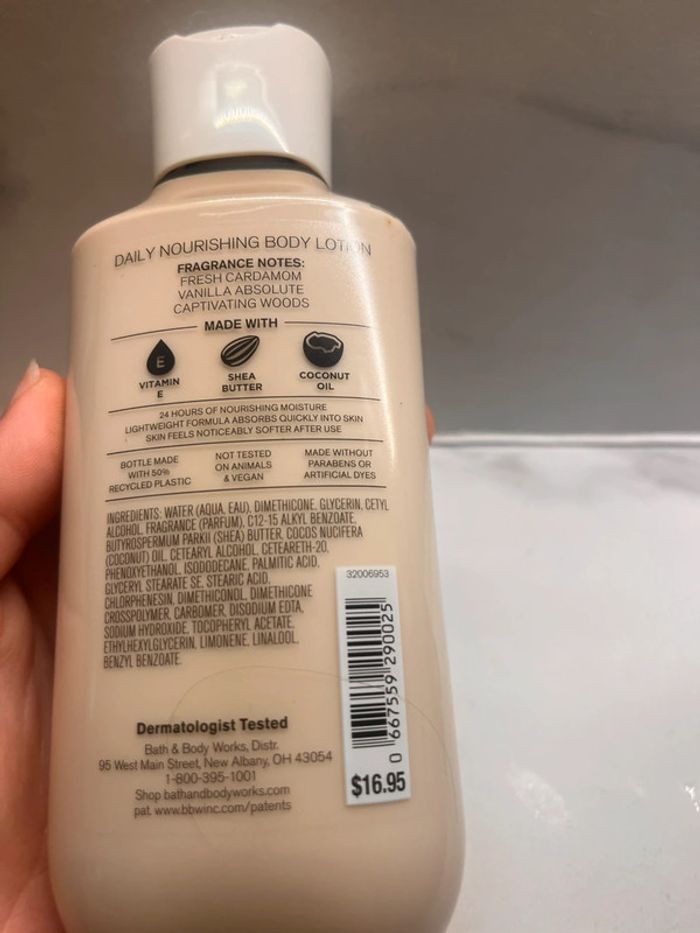 DAILY NOURISHING BODY LOTION
FRAGRANCE NOTES:
FRESH CARDAMOM
VANILLA ABSOLUTE
CAPTIVATING WOODS
MADE WITH
E
VITAMIN
E
SHEA
BUTTER
COCONUT
OIL
24 HOURS OF NOURISHING MOISTURE
LIGHTWEIGHT FORMULA ABSORBS QUICKLY INTO SKIN
SKIN FEELS NOTICEABLY SOFTER AFTER USE
BOTTLE MADE
WITH 50%
RECYCLED PLASTIC
NOT TESTED
ON ANIMALS
& VEGAN
MADE WITHOUT
PARABENS OR
ARTIFICIAL DYES
INGREDIENTS: WATER (AQUA, EAU), DIMETHICONE, GLYCERIN, CETYL
ALCOHOL, FRAGRANCE (PARFUM), C12-15 ALKYL BENZOATE,
BUTYROSPERMUM PARKII (SHEA) BUTTER, COCOS NUCIFERA
(COCONUT) OIL, CETEARYL ALCOHOL, CETEARETH-20,
PHENOXYETHANOL, ISODODECANE, PALMITIC ACID,
GLYCERYL STEARATE SE, STEARIC ACID,
CHLORPHENESIN, DIMETHICONOL, DIMETHICONE
CROSSPOLYMER, CARBOMER, DISODIUM EDTA,
SODIUM HYDROXIDE, TOCOPHERYL ACETATE,
ETHYLHEXYLGLYCERIN, LIMONENE, LINALOOL,
BENZYL BENZOATE.
32006953
0 667559 290025
$16.95
Dermatologist Tested
Bath & Body Works, Distr.
95 West Main Street, New Albany, OH 43054
1-800-395-1001
Shop bathandbodyworks.com
pat. www.bbwinc.com/patents